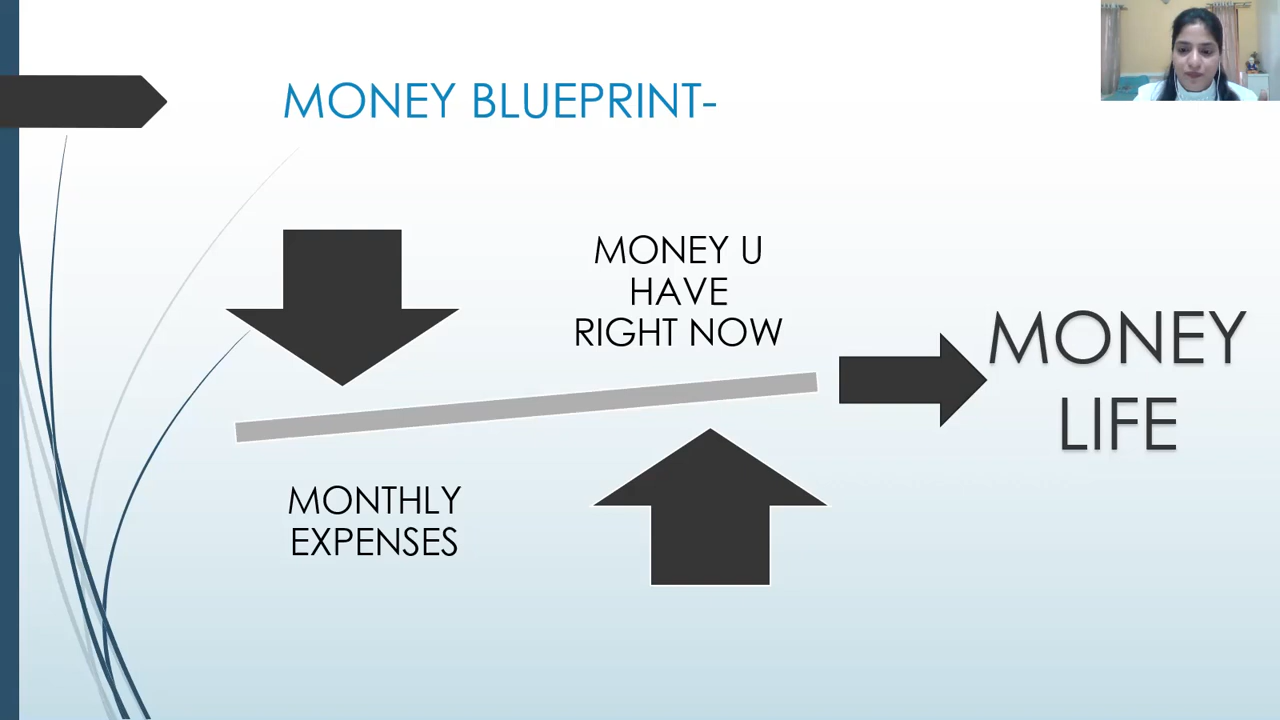 MONEY BLUEPRINT-
MONEY U
HAVE
RIGHT NOW
MONEY
LIFE
MONTHLY
EXPENSES